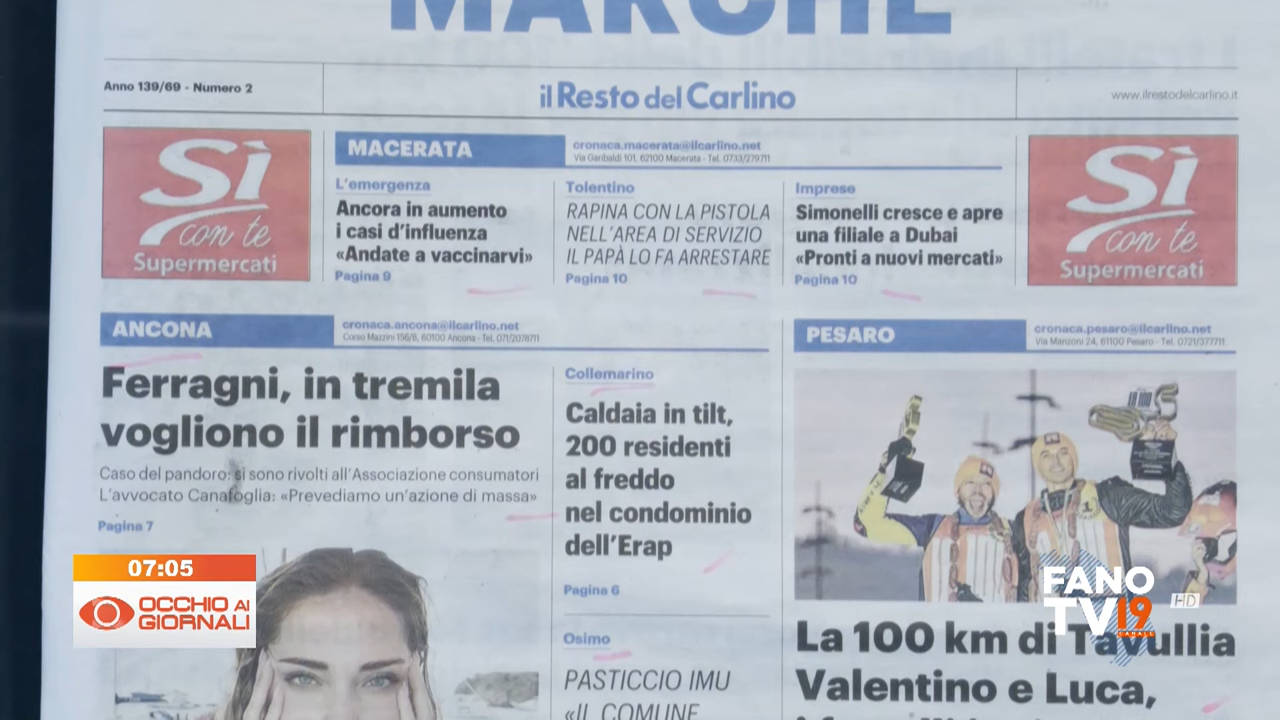 MARCHE
Anno 139/69 - Numero 2
il Resto del Carlino
www.ilrestodelcarlino.it
Sì
con te
Supermercati
MACERATA
cronaca.macerata@ilcarlino.net
Via Garibaldi 101, 62100 Macerata - Tel. 0733/279711
L'emergenza
Ancora in aumento
i casi d'influenza
«Andate a vaccinarvi»
Pagina 9
Tolentino
RAPINA CON LA PISTOLA
NELL'AREA DI SERVIZIO
IL PAPÀ LO FA ARRESTARE
Pagina 10
Imprese
Simonelli cresce e apre
una filiale a Dubai
«Pronti a nuovi mercati»
Pagina 10
Sì
con te
Supermercati
ANCONA
cronaca.ancona@ilcarlino.net
Corso Mazzini 156/8, 60100 Ancona - Tel. 071/2078711
Ferragni, in tremila
vogliono il rimborso
Caso del pandoro: si sono rivolti all'Associazione consumatori
L'avvocato Canafoglia: «Prevediamo un'azione di massa»
Pagina 7
Collemarino
Caldaia in tilt,
200 residenti
al freddo
nel condominio
dell'Erap
Pagina 6
Osimo
PASTICCIO IMU
«IL COMUNE
PESARO
cronaca.pesaro@ilcarlino.net
Via Manzoni 24, 61100 Pesaro - Tel. 0721/377711
La 100 km di Tavullia
Valentino e Luca,
07:05
OCCHIO AI
GIORNALI
FANO
TV19
CANALE
HD